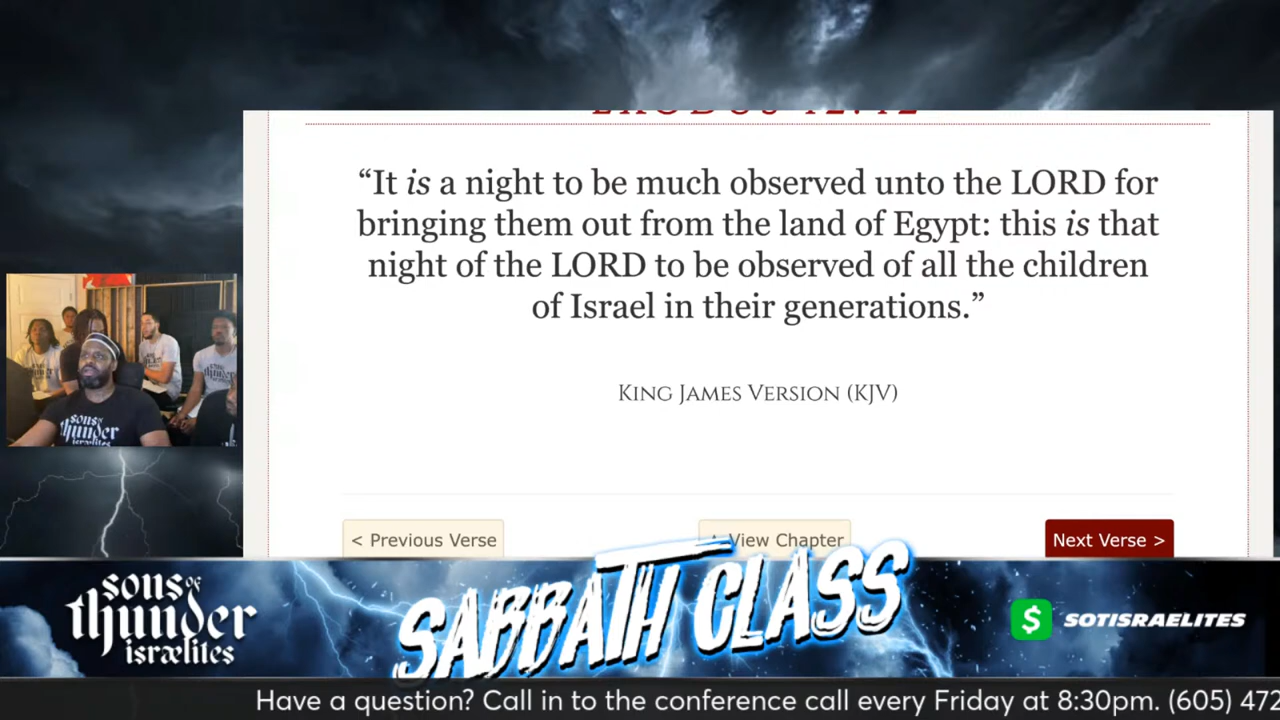 EXODUS 12:42
“It is a night to be much observed unto the LORD for
bringing them out from the land of Egypt: this is that
night of the LORD to be observed of all the children
of Israel in their generations.”
King James Version (KJV)
< Previous Verse
View Chapter
Next Verse >
sons of
thunder
israelites
sons of
thunder
israelites
SABBATH CLASS
$ SOTISRAELITES
Have a question? Call in to the conference call every Friday at 8:30pm. (605) 472